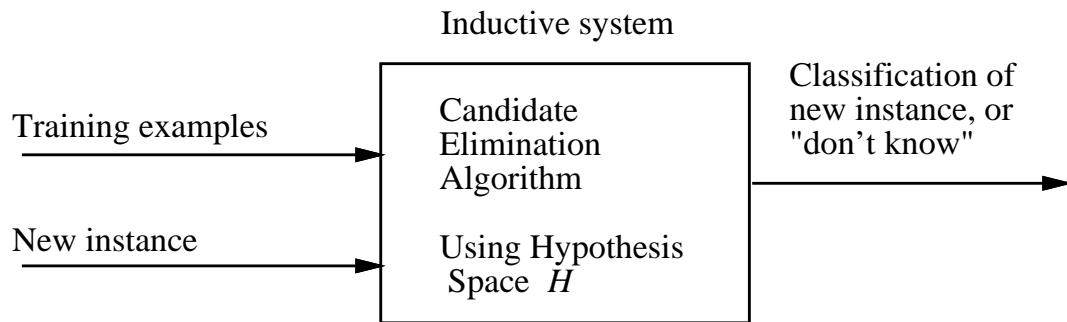 Inductive system
Training examples
New instance
Candidate
Elimination
Algorithm
Using Hypothesis
Space H
Classification of
new instance, or
"don't know"